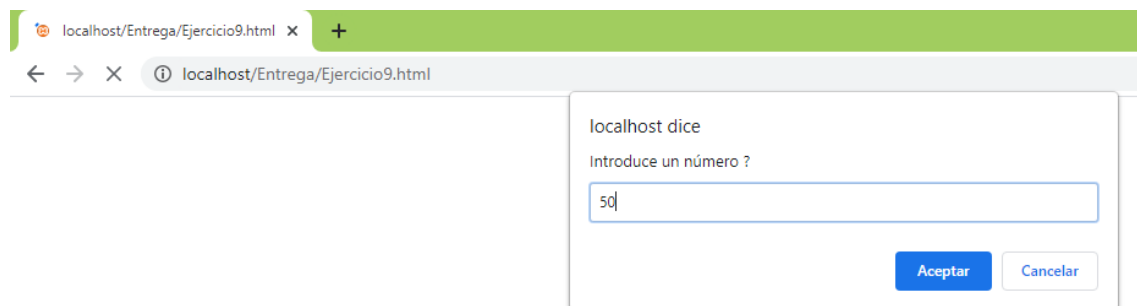 localhost/Entrega/Ejercicio9.html
localhost/Entrega/Ejercicio9.html
localhost dice
Introduce un número ?
50
Aceptar Cancelar